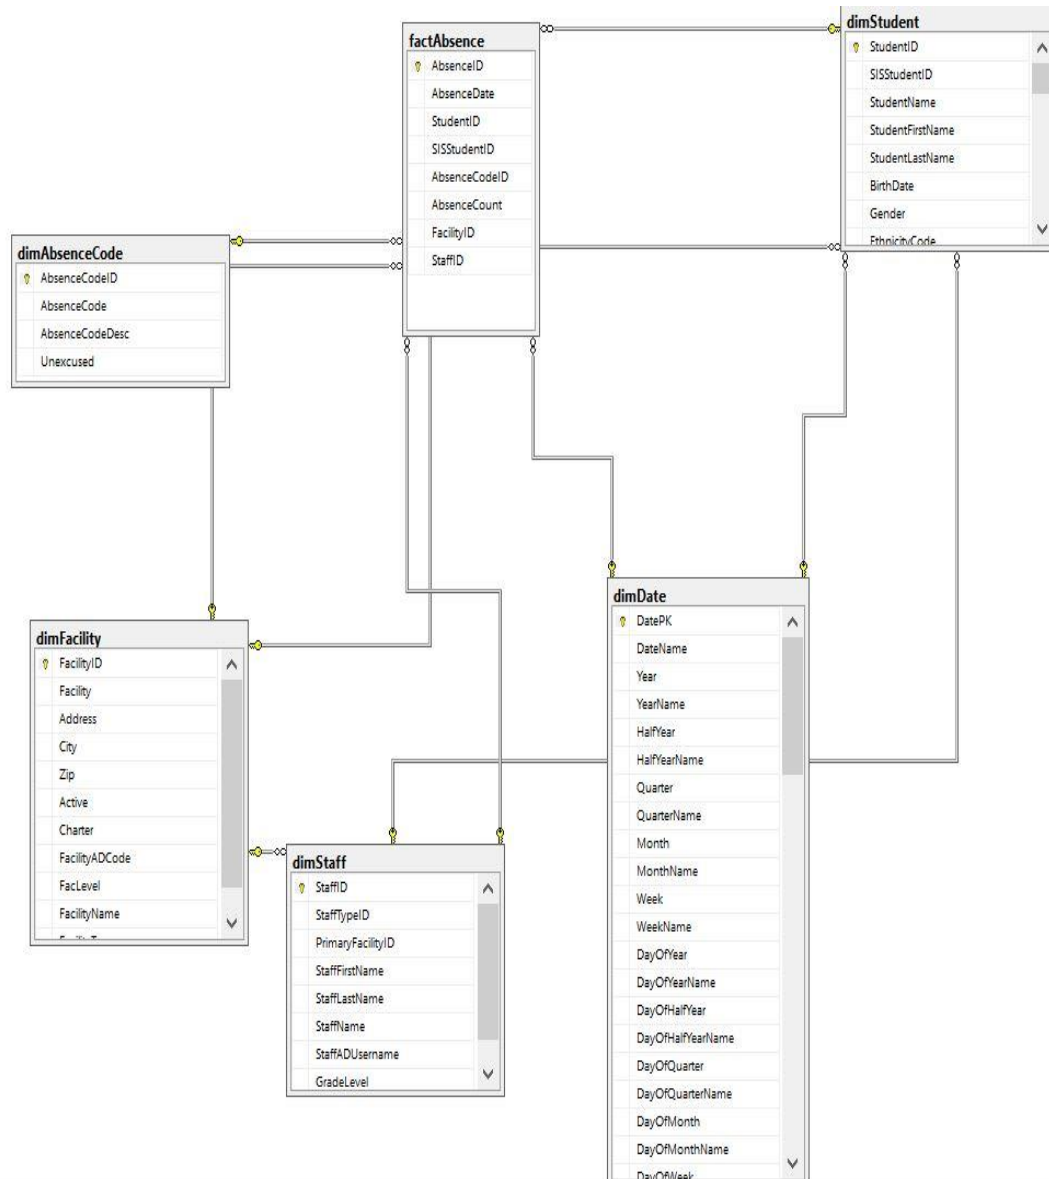 factAbsence
AbsenceID
AbsenceDate
StudentID
SISStudentID
AbsenceCodeID
AbsenceCount
FacilityID
StaffID
dimStudent
StudentID
SISStudentID
StudentName
StudentFirstName
StudentLastName
BirthDate
Gender
EthnicityCode
dimAbsenceCode
AbsenceCodeID
AbsenceCode
AbsenceCodeDesc
Unexcused
dimFacility
FacilityID
Facility
Address
City
Zip
Active
Charter
FacilityADCode
FacLevel
FacilityName
dimStaff
StaffID
StaffTypeID
PrimaryFacilityID
StaffFirstName
StaffLastName
StaffName
StaffADUsername
GradeLevel
dimDate
DatePK
DateName
Year
YearName
HalfYear
HalfYearName
Quarter
QuarterName
Month
MonthName
Week
WeekName
DayOfYear
DayOfYearName
DayOfHalfYear
DayOfHalfYearName
DayOfQuarter
DayOfQuarterName
DayOfMonth
DayOfMonthName
DayOfWeek